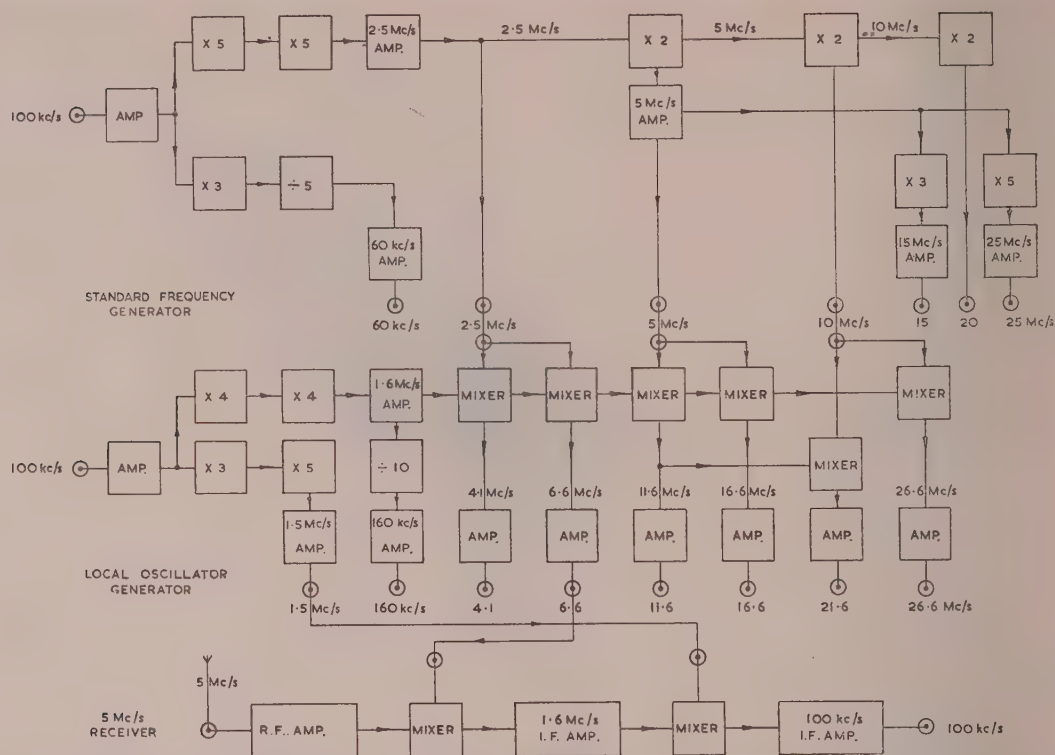 2·5 Mc/s
AMP.
X 5
X 5
2·5 Mc/s
X 2
5 Mc/s
X 2
10 Mc/s
X 2
100 kc/s
AMP
5 Mc/s
AMP.
X 3
÷ 5
X 3
X 5
60 kc/s
AMP.
15 Mc/s
AMP.
25 Mc/s
AMP.
STANDARD FREQUENCY
GENERATOR
60 kc/s
2·5 Mc/s
5 Mc/s
10 Mc/s
15
20
25 Mc/s
X 4
X 4
1·6 Mc/s
AMP.
MIXER
MIXER
MIXER
MIXER
MIXER
100 kc/s
AMP.
X 3
X 5
÷ 10
MIXER
4·1 Mc/s
6·6 Mc/s
11·6 Mc/s
16·6 Mc/s
26·6 Mc/s
1·5 Mc/s
AMP.
160 kc/s
AMP.
AMP.
AMP.
AMP.
AMP.
AMP.
AMP.
LOCAL OSCILLATOR
GENERATOR
1·5 Mc/s
160 kc/s
4·1
6·6
11·6
16·6
21·6
26·6 Mc/s
5 Mc/s
5 Mc/s
RECEIVER
R.F. AMP.
MIXER
1·6 Mc/s
I.F. AMP.
MIXER
100 kc/s
I.F. AMP.
100 kc/s